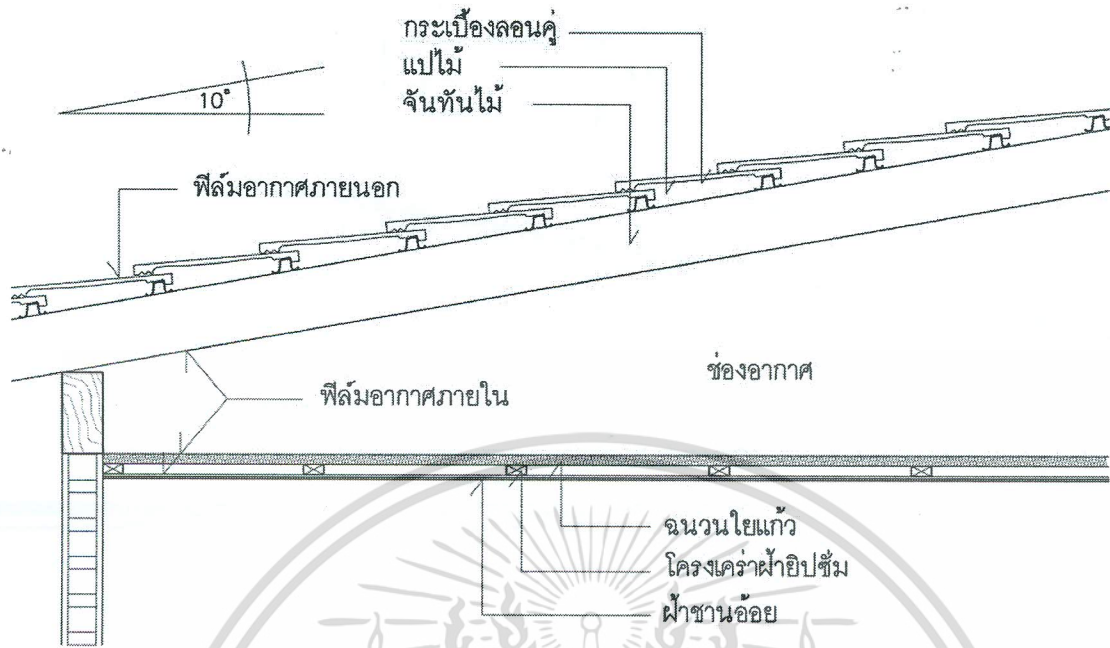 กระเบื้องลอนคู่
แปไม้
จันทันไม้
10°
ฟิล์มอากาศภายนอก
ช่องอากาศ
ฟิล์มอากาศภายใน
ฉนวนใยแก้ว
โครงเคร่าฝ้ายิปซั่ม
ฝ้าชานอ้อย